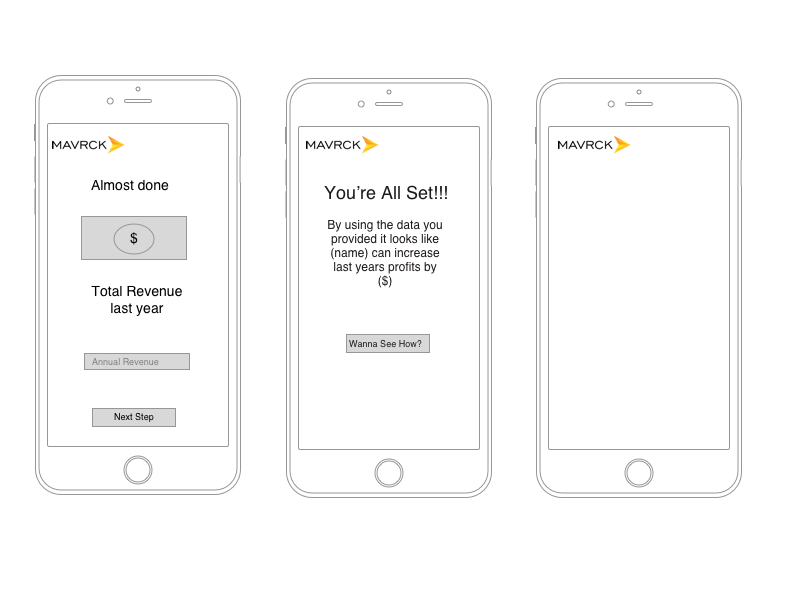 MAVRCK
Almost done
$
Total Revenue
last year
Annual Revenue
Next Step
MAVRCK
You're All Set!!!
By using the data you
provided it looks like
(name) can increase
last years profits by
($)
Wanna See How?
MAVRCK